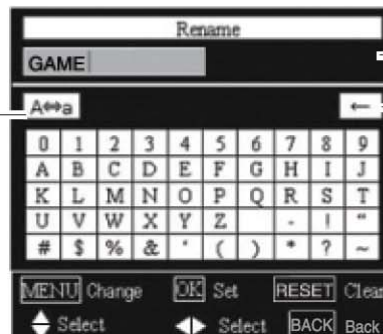 Rename
GAME
A⇔a ←
0 1 2 3 4 5 6 7 8 9
A B C D E F G H I J
K L M N O P Q R S T
U V W X Y Z - ! "
# $ % & ' ( ) * ? ~
MENU Change OK Set RESET Clear
Select Select BACK Back